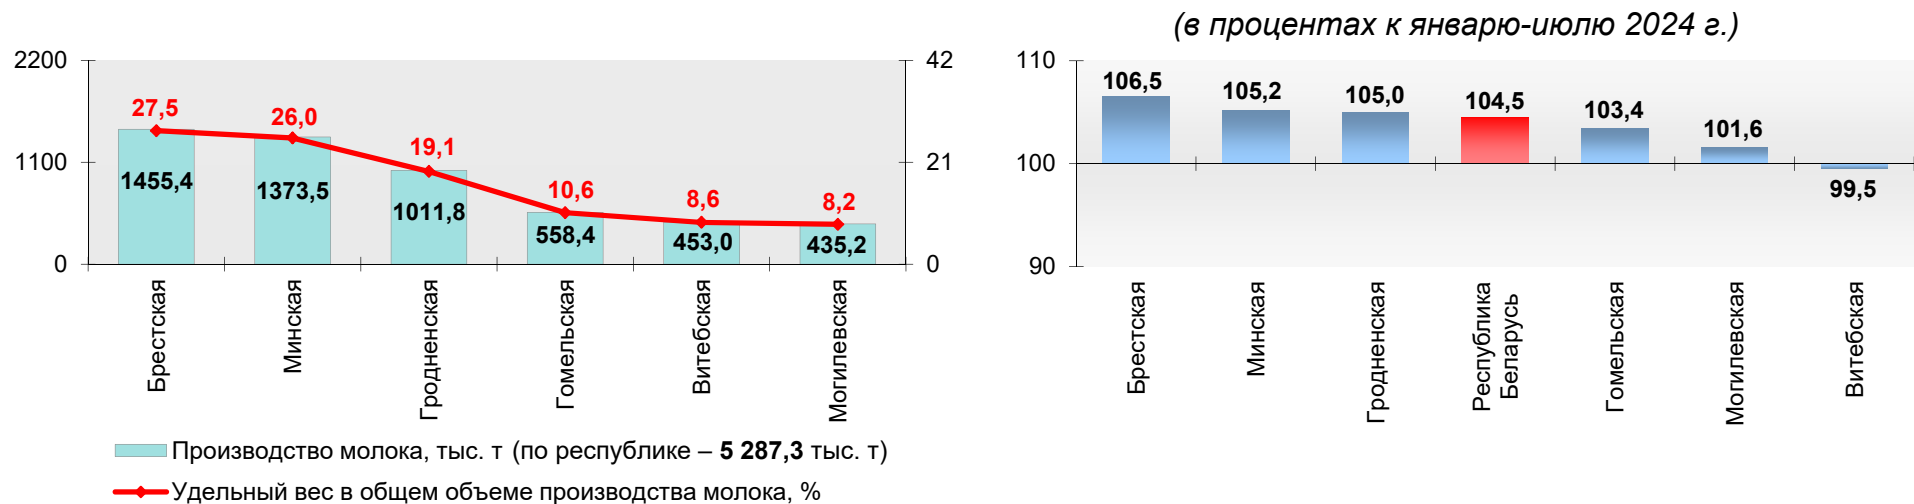 (в процентах к январю-июлю 2024 г.)
2200
1100
0
42
21
0
27,5
26,0
19,1
10,6
8,6
8,2
1455,4
1373,5
1011,8
558,4
453,0
435,2
Брестская
Минская
Гродненская
Гомельская
Витебская
Могилевская
Производство молока, тыс. т (по республике – 5 287,3 тыс. т)
Удельный вес в общем объеме производства молока, %
110
100
90
106,5
105,2
105,0
104,5
103,4
101,6
99,5
Брестская
Минская
Гродненская
Республика
Беларусь
Гомельская
Могилевская
Витебская